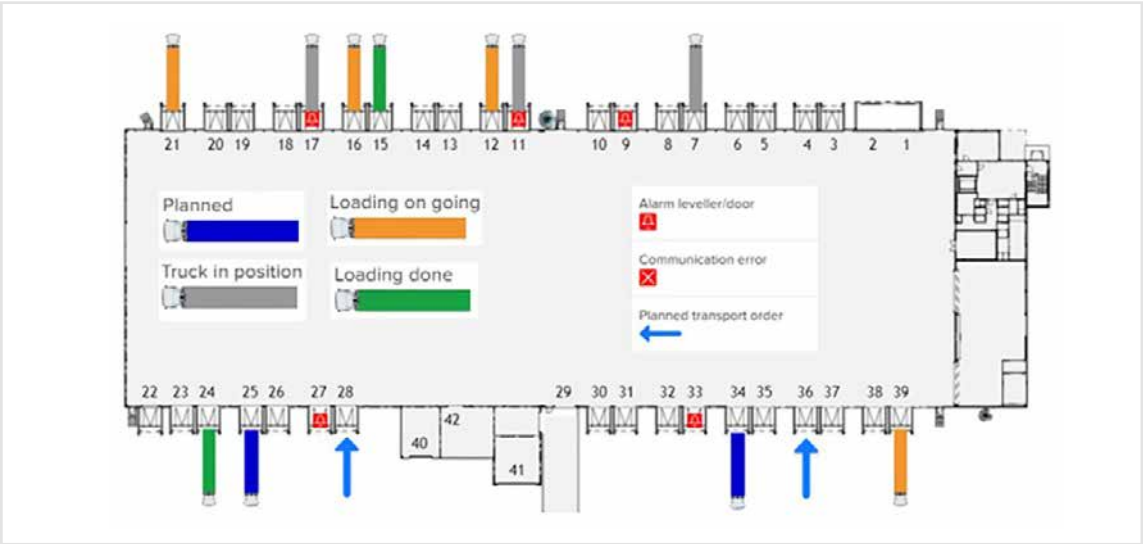 21 20 19 18 17 16 15 14 13 12 11 10 9 8 7 6 5 4 3 2 1
Planned
Loading on going
Truck in position
Loading done
Alarm leveller/door
Communication error
Planned transport order
22 23 24 25 26 27 28 29 30 31 32 33 34 35 36 37 38 39
42
40
41